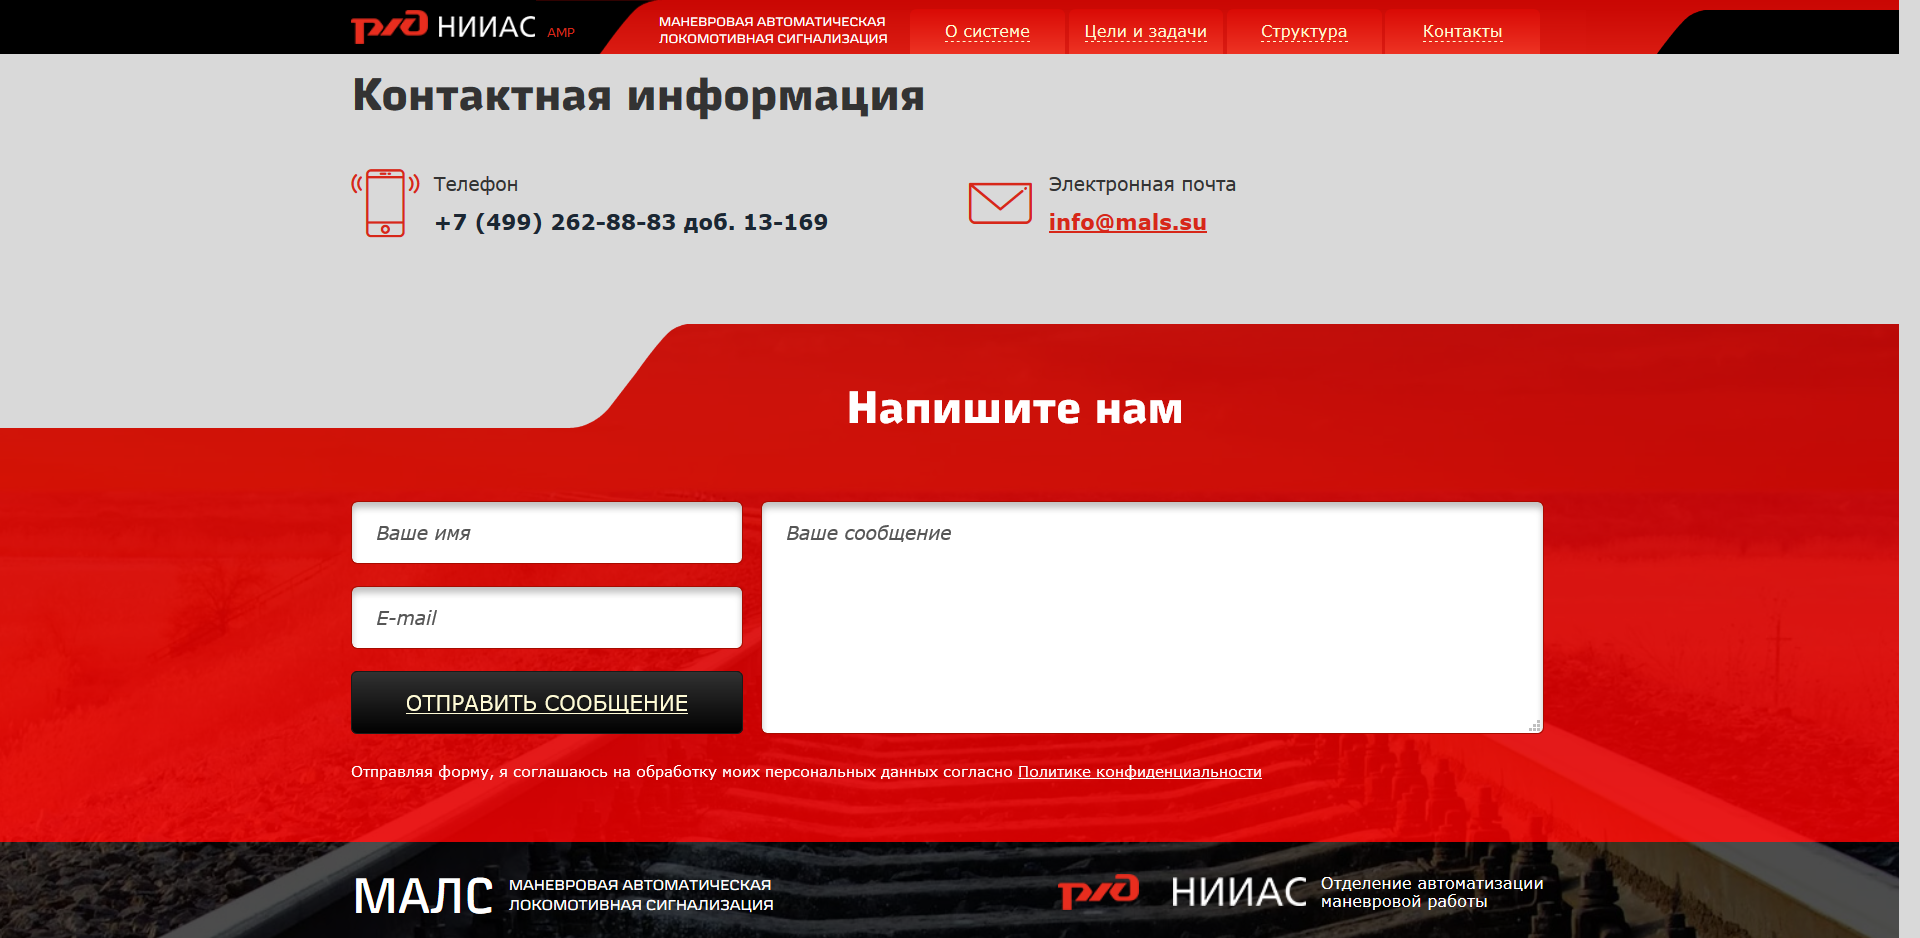 РЖД НИИАС АМР
МАНЕВРОВАЯ АВТОМАТИЧЕСКАЯ
ЛОКОМОТИВНАЯ СИГНАЛИЗАЦИЯ
О системе
Цели и задачи
Структура
Контакты
Контактная информация
Телефон
+7 (499) 262-88-83 доб. 13-169
Электронная почта
info@mals.su
Напишите нам
Ваше имя
Ваше сообщение
E-mail
ОТПРАВИТЬ СООБЩЕНИЕ
Отправляя форму, я соглашаюсь на обработку моих персональных данных согласно Политике конфиденциальности
МАЛС
МАНЕВРОВАЯ АВТОМАТИЧЕСКАЯ
ЛОКОМОТИВНАЯ СИГНАЛИЗАЦИЯ
РЖД НИИАС
Отделение автоматизации
маневровой работы